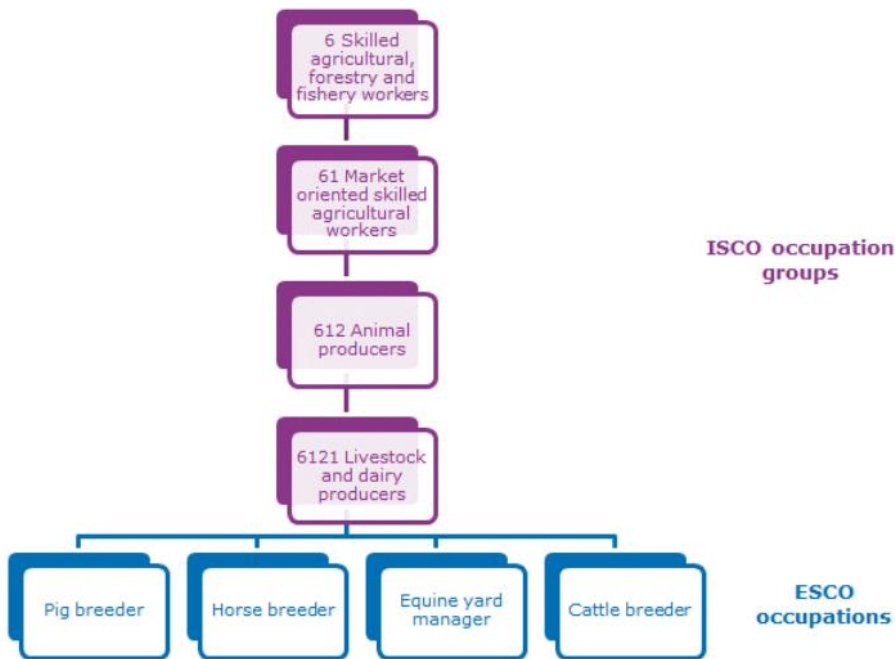 6 Skilled
agricultural,
forestry and
fishery workers
61 Market
oriented skilled
agricultural
workers
ISCO occupation
groups
612 Animal
producers
6121 Livestock
and dairy
producers
Pig breeder
Horse breeder
Equine yard
manager
Cattle breeder
ESCO
occupations